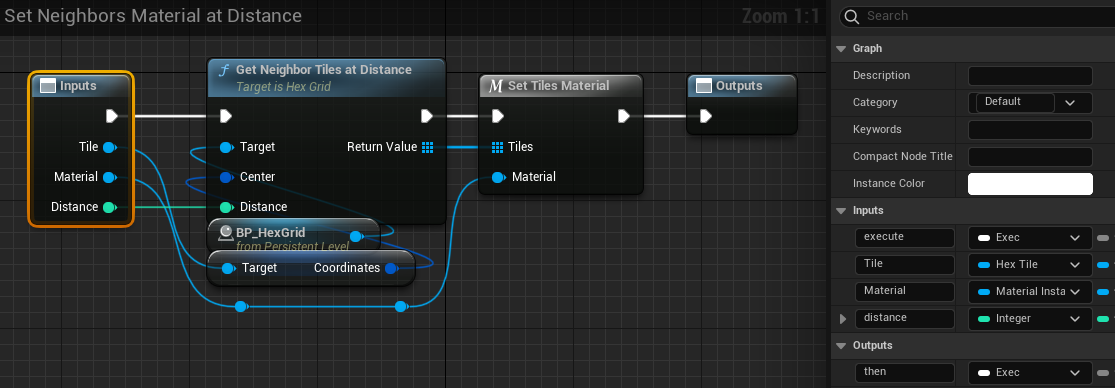 Set Neighbors Material at Distance
Zoom 1:1
Inputs
Tile
Material
Distance
Get Neighbor Tiles at Distance
Target is Hex Grid
Target
Return Value
Center
Distance
BP_HexGrid
from Persistent Level
Target
Coordinates
M Set Tiles Material
Tiles
Material
Outputs
Search
Graph
Description
Category
Default
Keywords
Compact Node Title
Instance Color
Inputs
execute
Exec
Tile
Hex Tile
Material
Material Insta
distance
Integer
Outputs
then
Exec